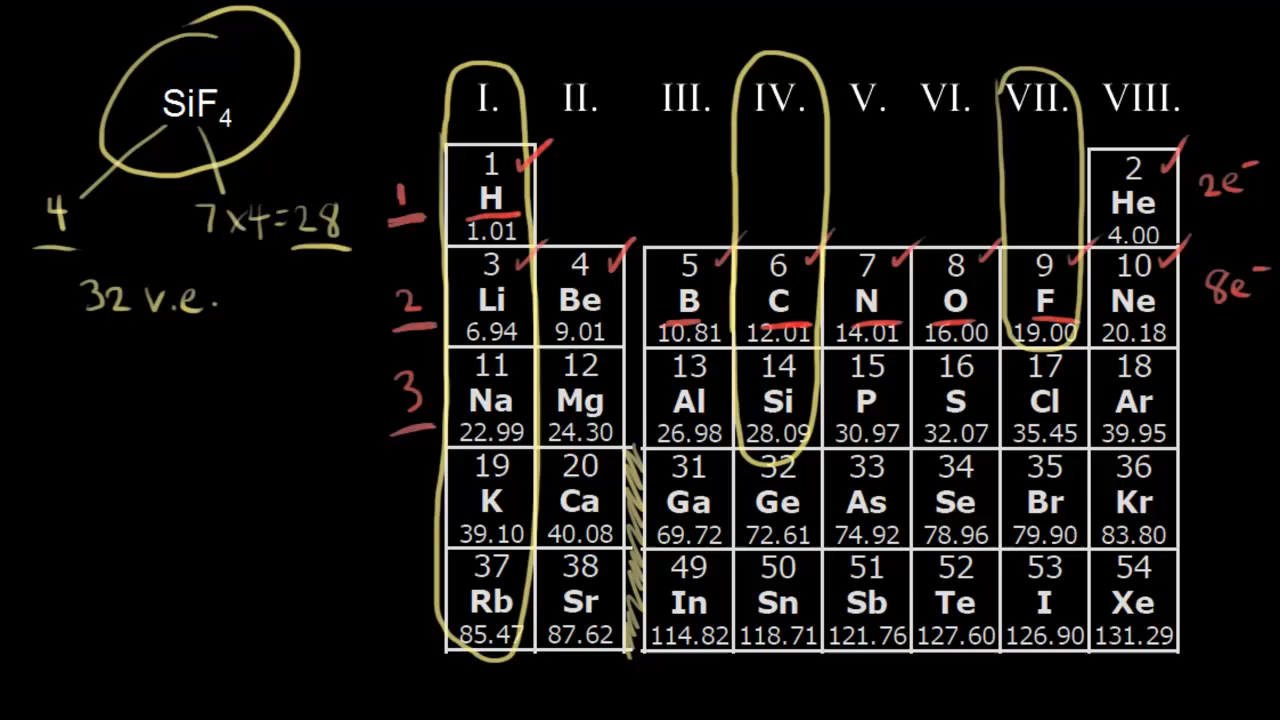 SiF₄
4
7×4=28
32 v.e.
I. II. III. IV. V. VI. VII. VIII.
1
1 2
H He
1.01 4.00
2e⁻
2
3 4 5 6 7 8 9 10
Li Be B C N O F Ne
6.94 9.01 10.81 12.01 14.01 16.00 19.00 20.18
8e⁻
3
11 12 13 14 15 16 17 18
Na Mg Al Si P S Cl Ar
22.99 24.30 26.98 28.09 30.97 32.07 35.45 39.95
19 20 31 32 33 34 35 36
K Ca Ga Ge As Se Br Kr
39.10 40.08 69.72 72.61 74.92 78.96 79.90 83.80
37 38 49 50 51 52 53 54
Rb Sr In Sn Sb Te I Xe
85.47 87.62 114.82 118.71 121.76 127.60 126.90 131.29